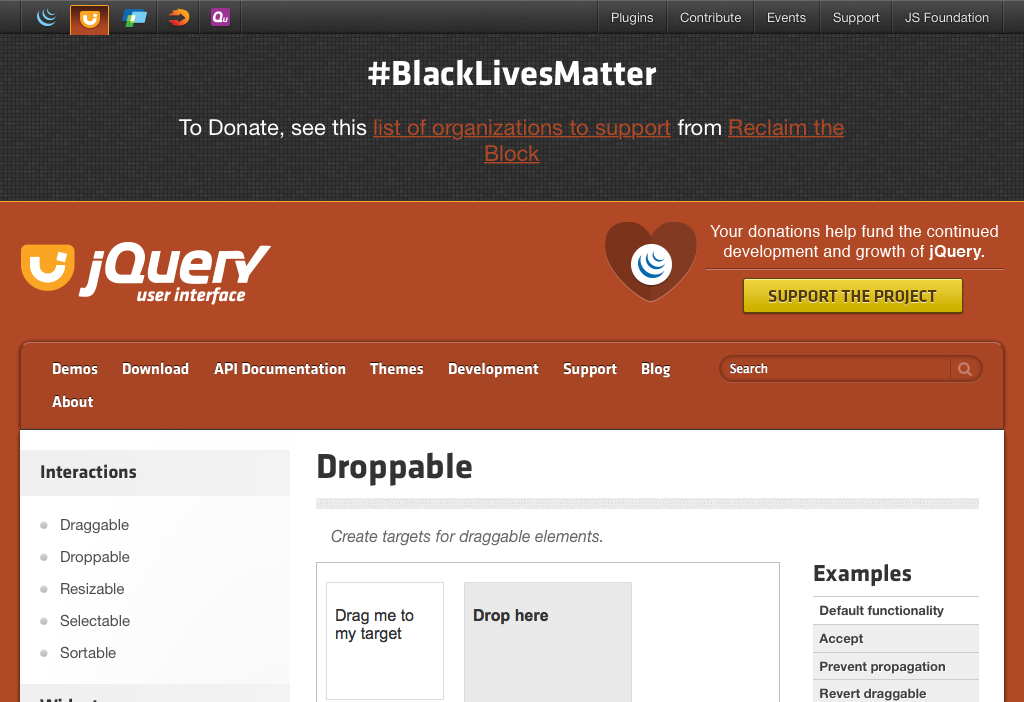 Plugins
Contribute
Events
Support
JS Foundation
#BlackLivesMatter
To Donate, see this list of organizations to support from Reclaim the
Block
jQuery
user interface
Your donations help fund the continued
development and growth of jQuery.
SUPPORT THE PROJECT
Demos
Download
API Documentation
Themes
Development
Support
Blog
Search
About
Interactions
Draggable
Droppable
Resizable
Selectable
Sortable
Droppable
Create targets for draggable elements.
Drag me to
my target
Drop here
Examples
Default functionality
Accept
Prevent propagation
Revert draggable